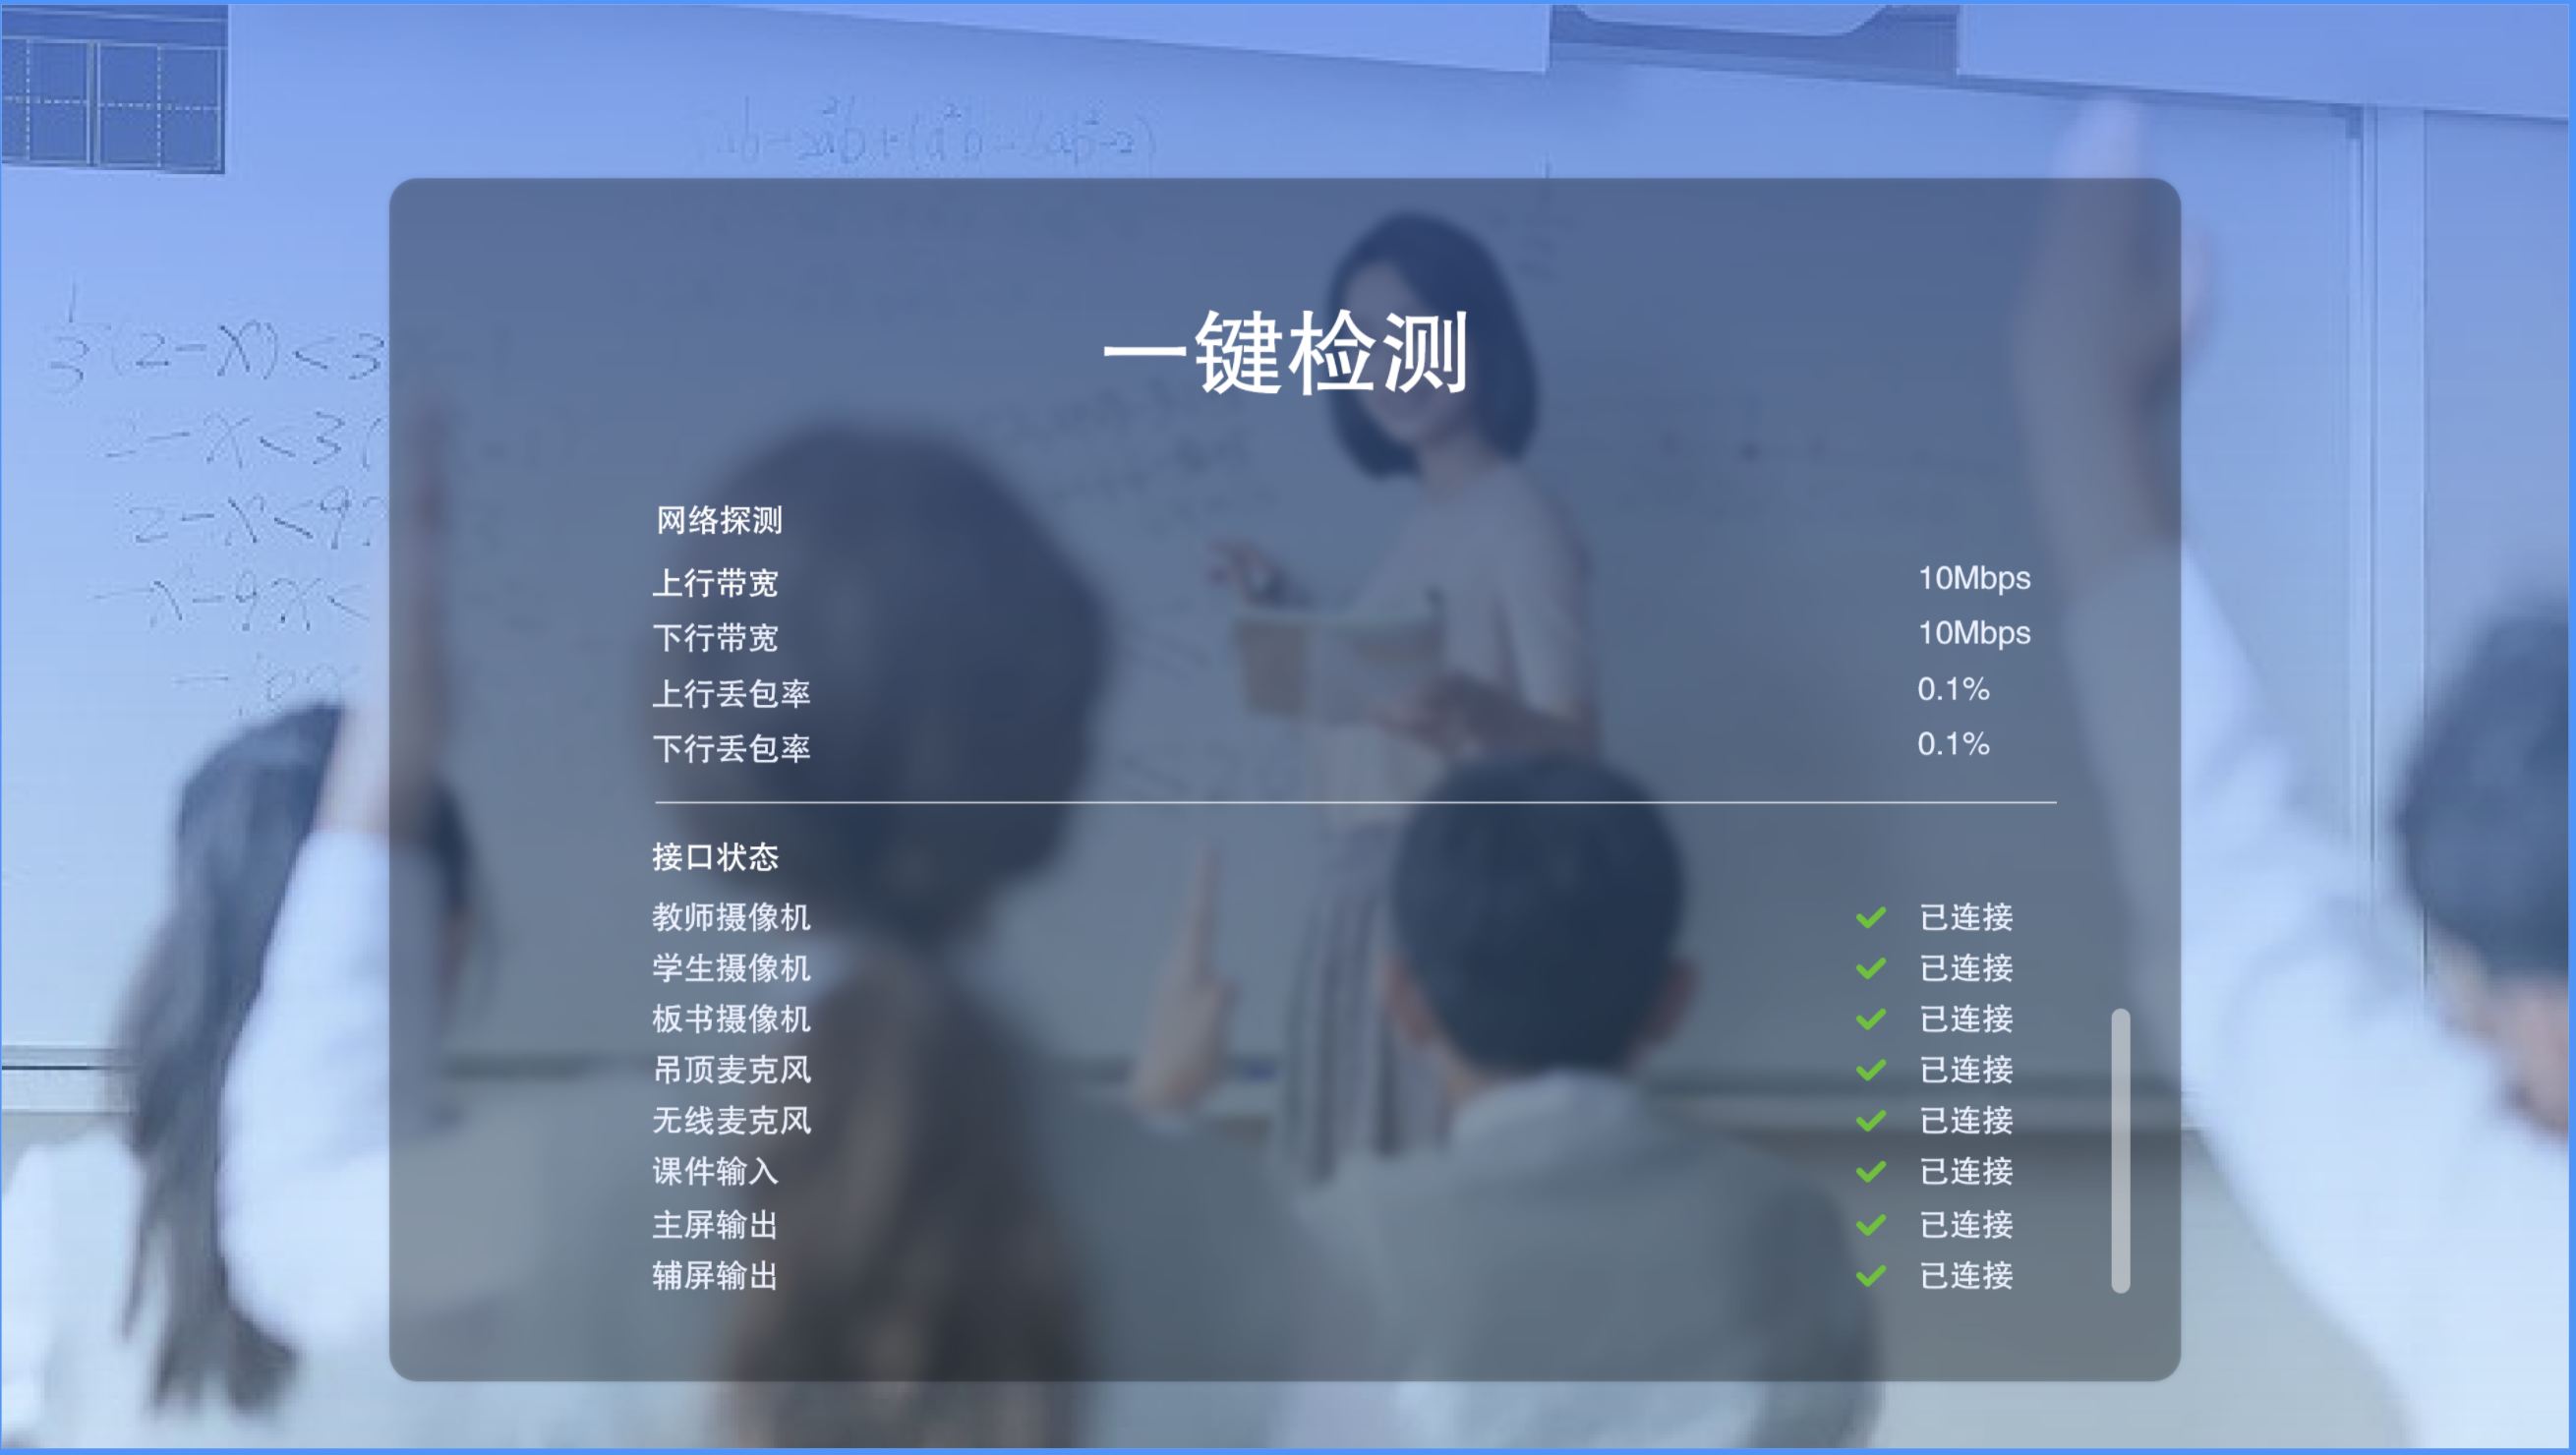 一键检测
网络探测
上行带宽 10Mbps
下行带宽 10Mbps
上行丢包率 0.1%
下行丢包率 0.1%
接口状态
教师摄像机 已连接
学生摄像机 已连接
板书摄像机 已连接
吊顶麦克风 已连接
无线麦克风 已连接
课件输入 已连接
主屏输出 已连接
辅屏输出 已连接